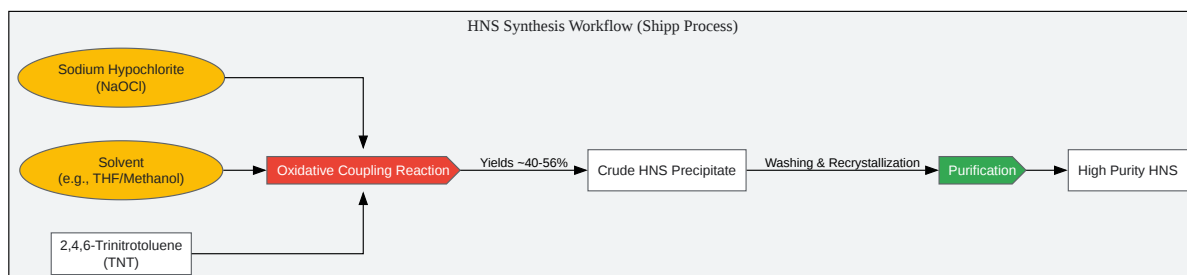 HNS Synthesis Workflow (Shipp Process)
Sodium Hypochlorite
(NaOCl)
Solvent
(e.g., THF/Methanol)
2,4,6-Trinitrotoluene
(TNT)
Oxidative Coupling Reaction
Yields ~40-56%
Crude HNS Precipitate
Washing & Recrystallization
Purification
High Purity HNS